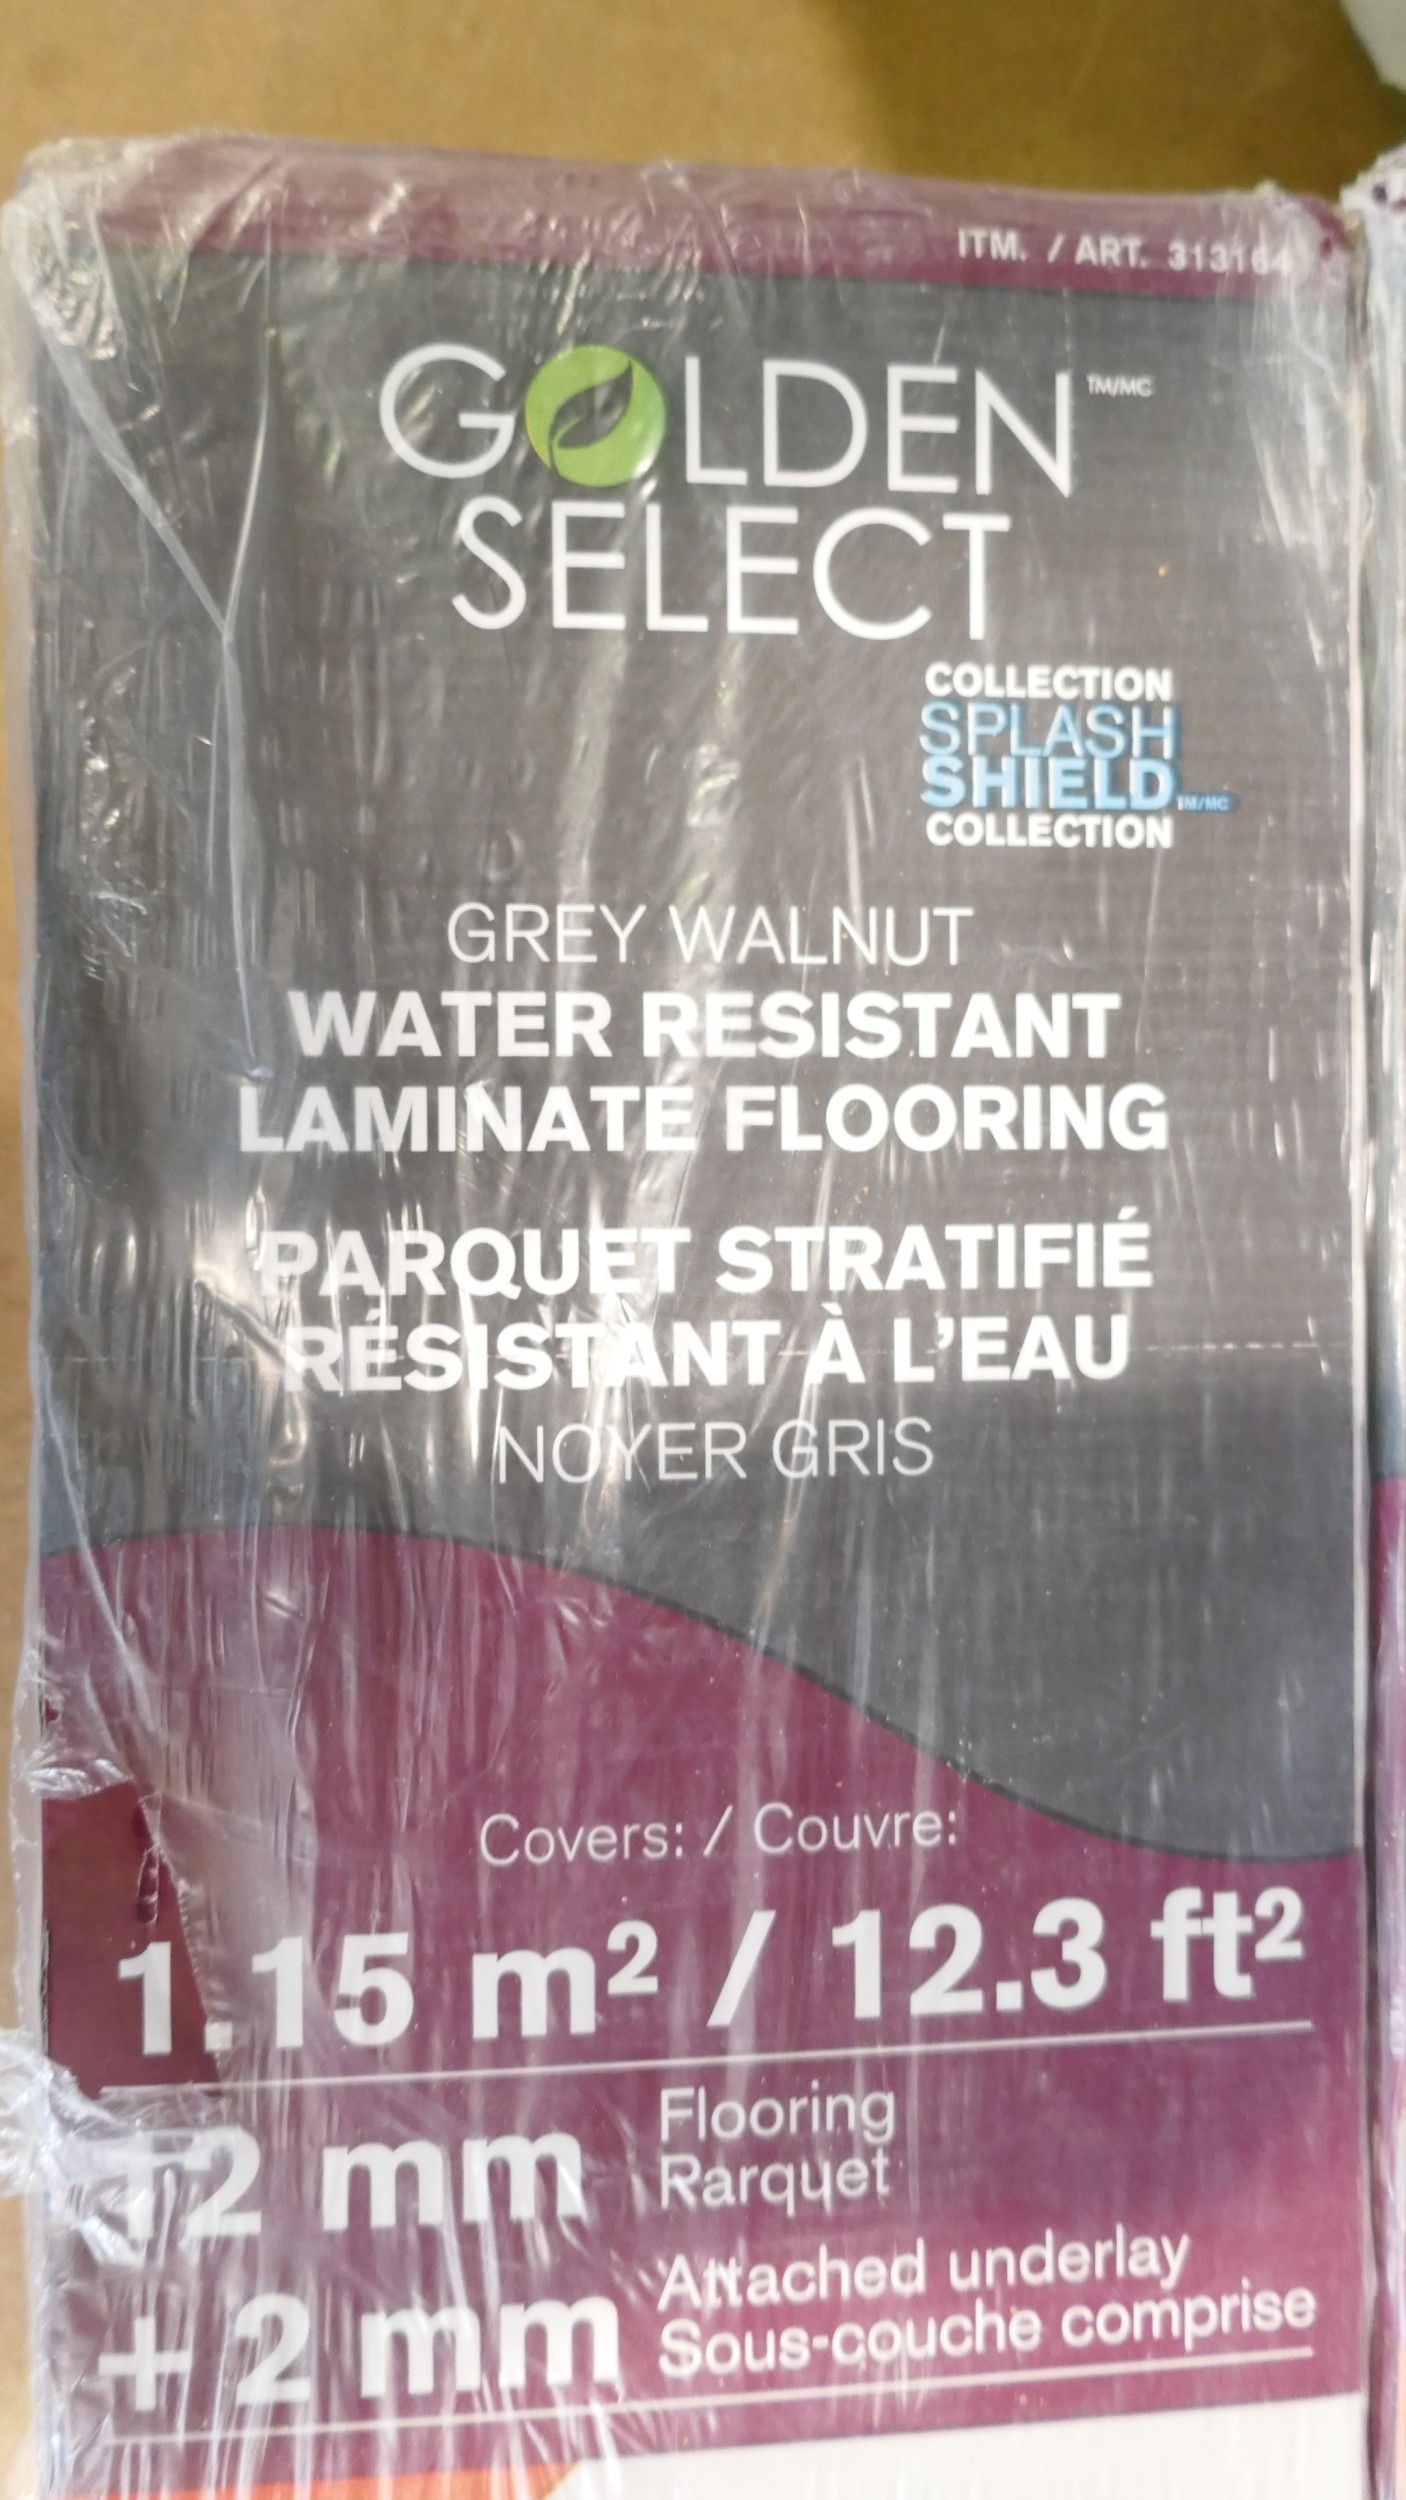 ITM. / ART. 313164
GOLDEN TM/MC
SELECT
COLLECTION
SPLASH
SHIELD TM/MC
COLLECTION
GREY WALNUT
WATER RESISTANT
LAMINATE FLOORING
PARQUET STRATIFIÉ
RÉSISTANT À L'EAU
NOYER GRIS
Covers: / Couvre:
1.15 m² / 12.3 ft²
12 mm Flooring
Rarquet
+ 2 mm Attached underlay
Sous-couche comprise